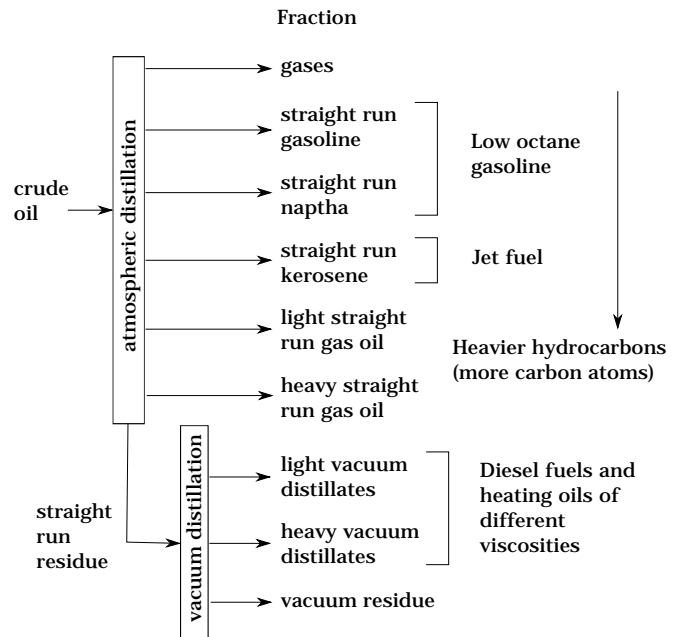 Fraction
gases
straight run
gasoline
Low octane
gasoline
straight run
naptha
crude
oil
atmospheric distillation
straight run
kerosene
Jet fuel
light straight
run gas oil
Heavier hydrocarbons
(more carbon atoms)
heavy straight
run gas oil
straight
run
residue
vacuum distillation
light vacuum
distillates
heavy vacuum
distillates
Diesel fuels and
heating oils of
different
viscosities
vacuum residue